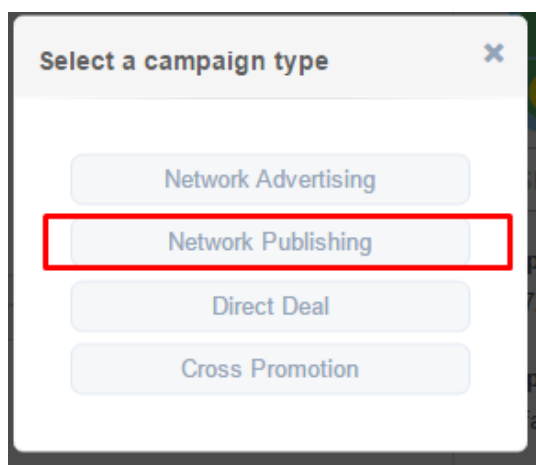 Select a campaign type
Network Advertising
Network Publishing
Direct Deal
Cross Promotion